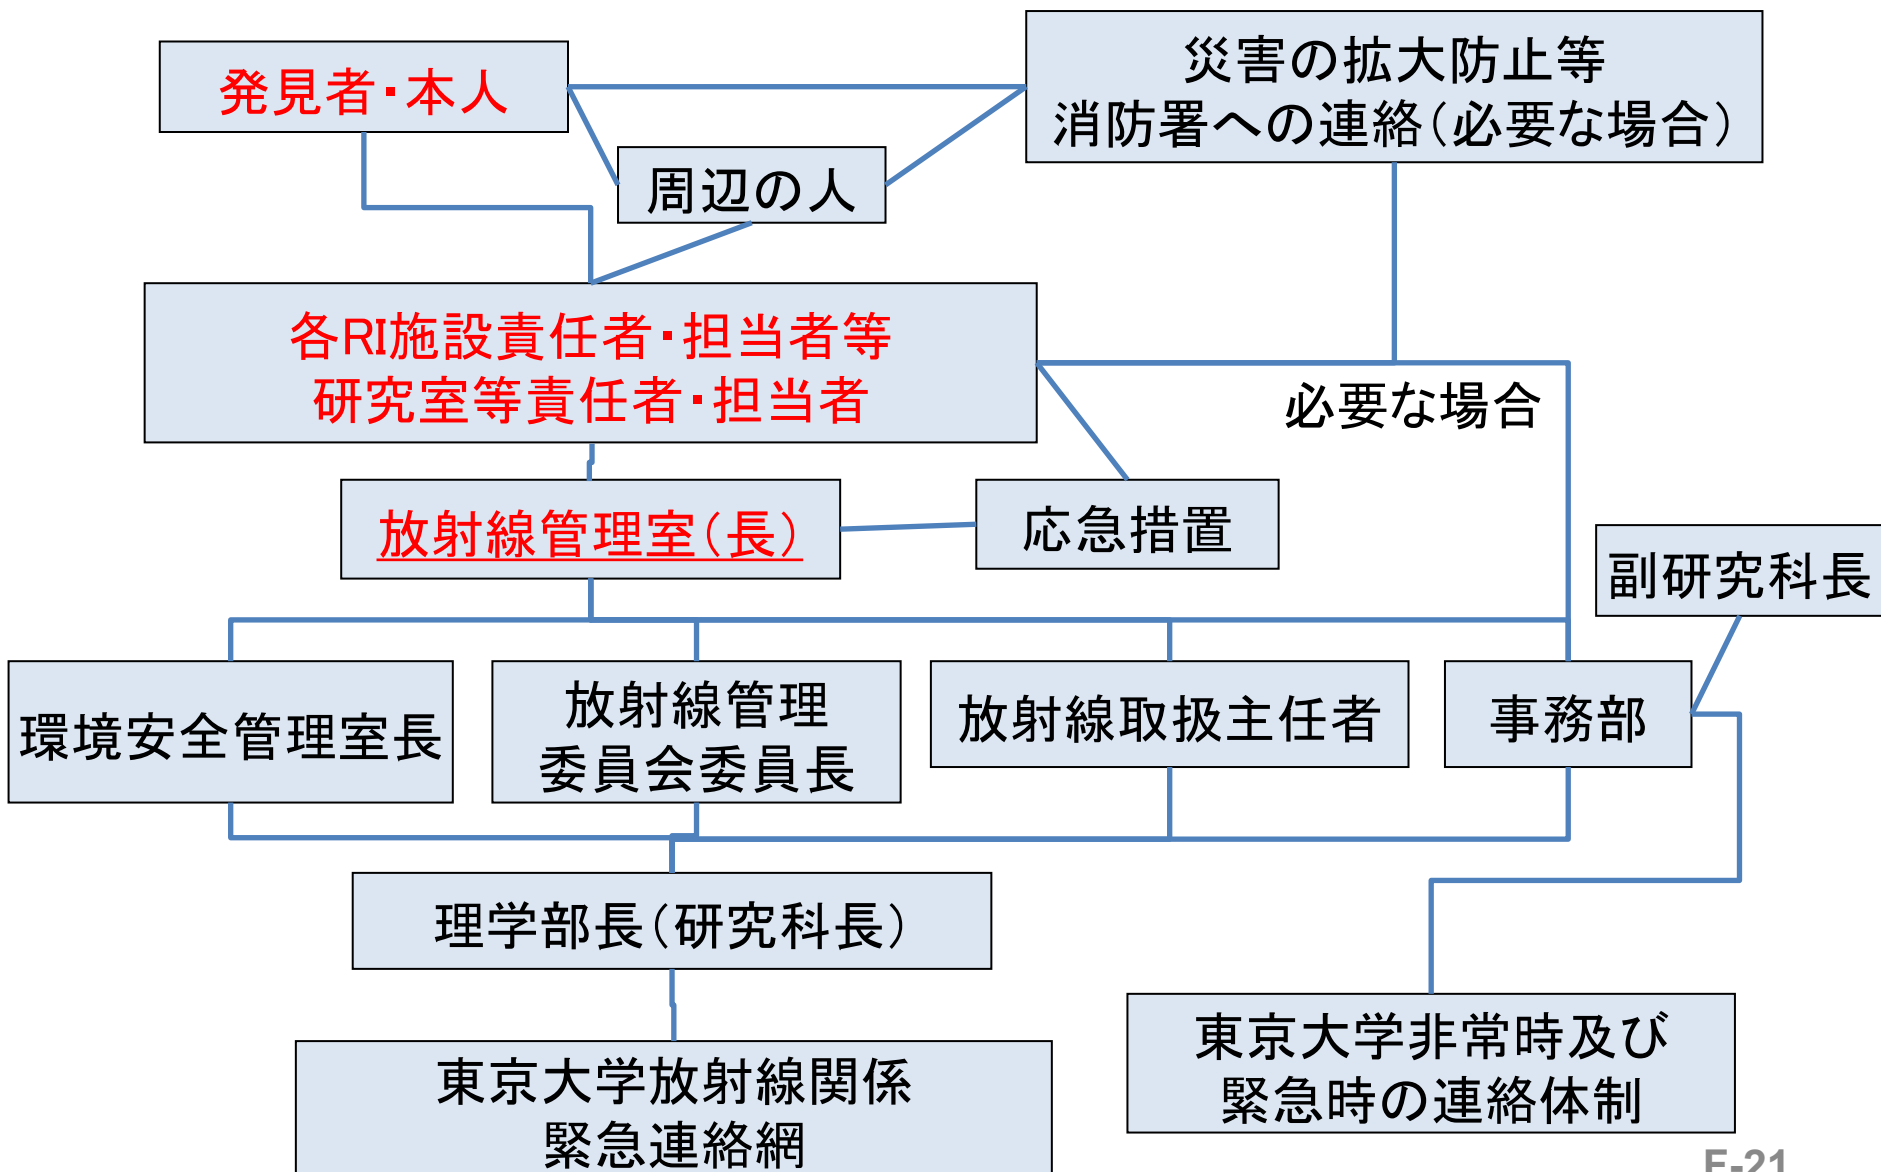 発見者・本人
災害の拡大防止等
消防署への連絡（必要な場合）
周辺の人
各RI施設責任者・担当者等
研究室等責任者・担当者
必要な場合
放射線管理室（長）
応急措置
副研究科長
環境安全管理室長
放射線管理
委員会委員長
放射線取扱主任者
事務部
理学部長（研究科長）
東京大学非常時及び
緊急時の連絡体制
東京大学放射線関係
緊急連絡網
F-21